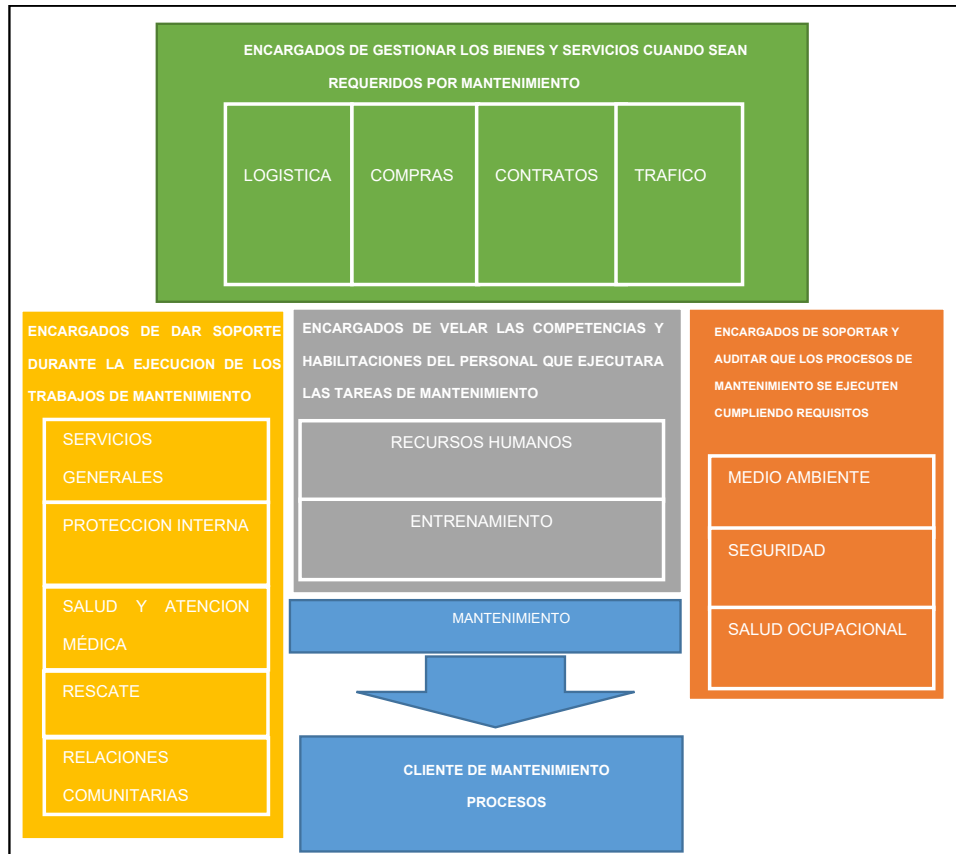 ENCARGADOS DE GESTIONAR LOS BIENES Y SERVICIOS CUANDO SEAN
REQUERIDOS POR MANTENIMIENTO
LOGISTICA
COMPRAS
CONTRATOS
TRAFICO
ENCARGADOS DE DAR SOPORTE
DURANTE LA EJECUCION DE LOS
TRABAJOS DE MANTENIMIENTO
SERVICIOS
GENERALES
PROTECCION INTERNA
SALUD Y ATENCION
MÉDICA
RESCATE
RELACIONES
COMUNITARIAS
ENCARGADOS DE VELAR LAS COMPETENCIAS Y
HABILITACIONES DEL PERSONAL QUE EJECUTARA
LAS TAREAS DE MANTENIMIENTO
RECURSOS HUMANOS
ENTRENAMIENTO
MANTENIMIENTO
CLIENTE DE MANTENIMIENTO
PROCESOS
ENCARGADOS DE SOPORTAR Y
AUDITAR QUE LOS PROCESOS DE
MANTENIMIENTO SE EJECUTEN
CUMPLIENDO REQUISITOS
MEDIO AMBIENTE
SEGURIDAD
SALUD OCUPACIONAL